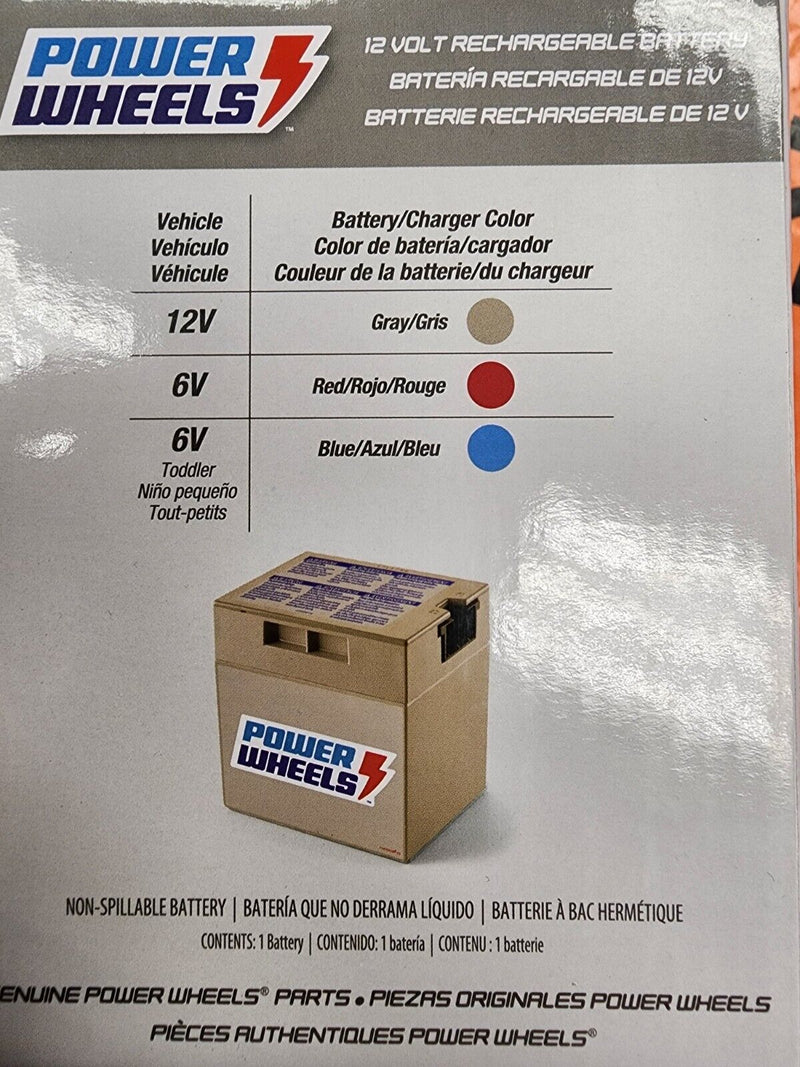 POWER
WHEELS™
12 VOLT RECHARGEABLE BATTERY
BATERÍA RECARGABLE DE 12V
BATTERIE RECHARGEABLE DE 12 V
Vehicle
Vehículo
Véhicule
Battery/Charger Color
Color de batería/cargador
Couleur de la batterie/du chargeur
12V
Gray/Gris
6V
Red/Rojo/Rouge
6V
Toddler
Niño pequeño
Tout-petits
Blue/Azul/Bleu
POWER
WHEELS
NON-SPILLABLE BATTERY | BATERÍA QUE NO DERRAMA LÍQUIDO | BATTERIE À BAC HERMÉTIQUE
CONTENTS: 1 Battery | CONTENIDO: 1 batería | CONTENU : 1 batterie
ENUINE POWER WHEELS® PARTS • PIEZAS ORIGINALES POWER WHEELS
PIÈCES AUTHENTIQUES POWER WHEELS®